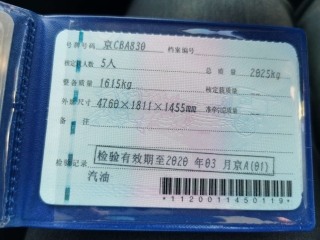 号牌号码 京CBA830 档案编号
核定载人数 5人 总质量 2025kg
整备质量 1615kg 核定载质量
外廓尺寸 4760×1811×1455mm 准牵引总质量
备注
检验有效期至2020 年03 月京A(01)
检验记录
汽油
*1120011450119*